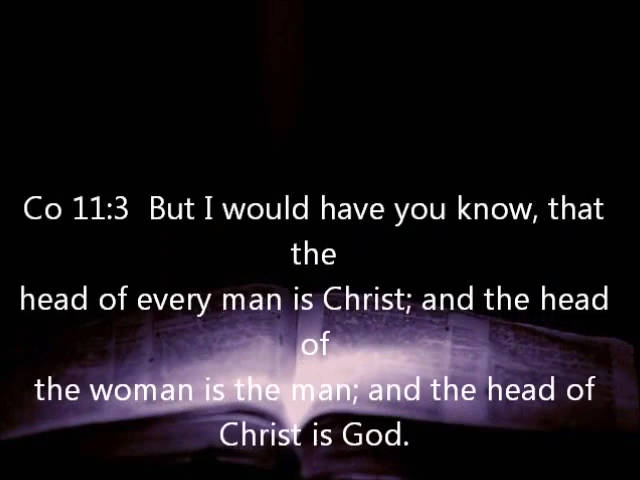 Co 11:3  But I would have you know, that
the
head of every man is Christ; and the head
of
the woman is the man; and the head of
Christ is God.